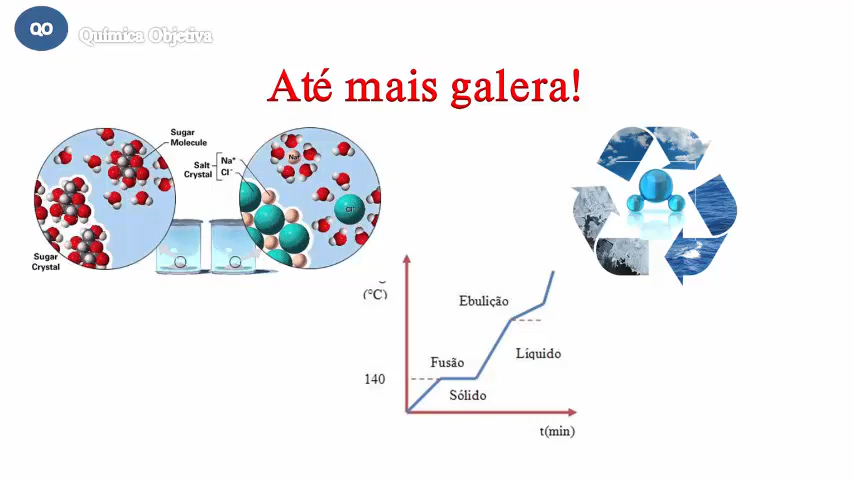 QO
Química Objetiva
Até mais galera!
Sugar
Molecule
Salt
Crystal
Na⁺
Cl⁻
Na⁺
Cl⁻
Sugar
Crystal
(°C)
Ebulição
Líquido
Fusão
140
Sólido
t(min)